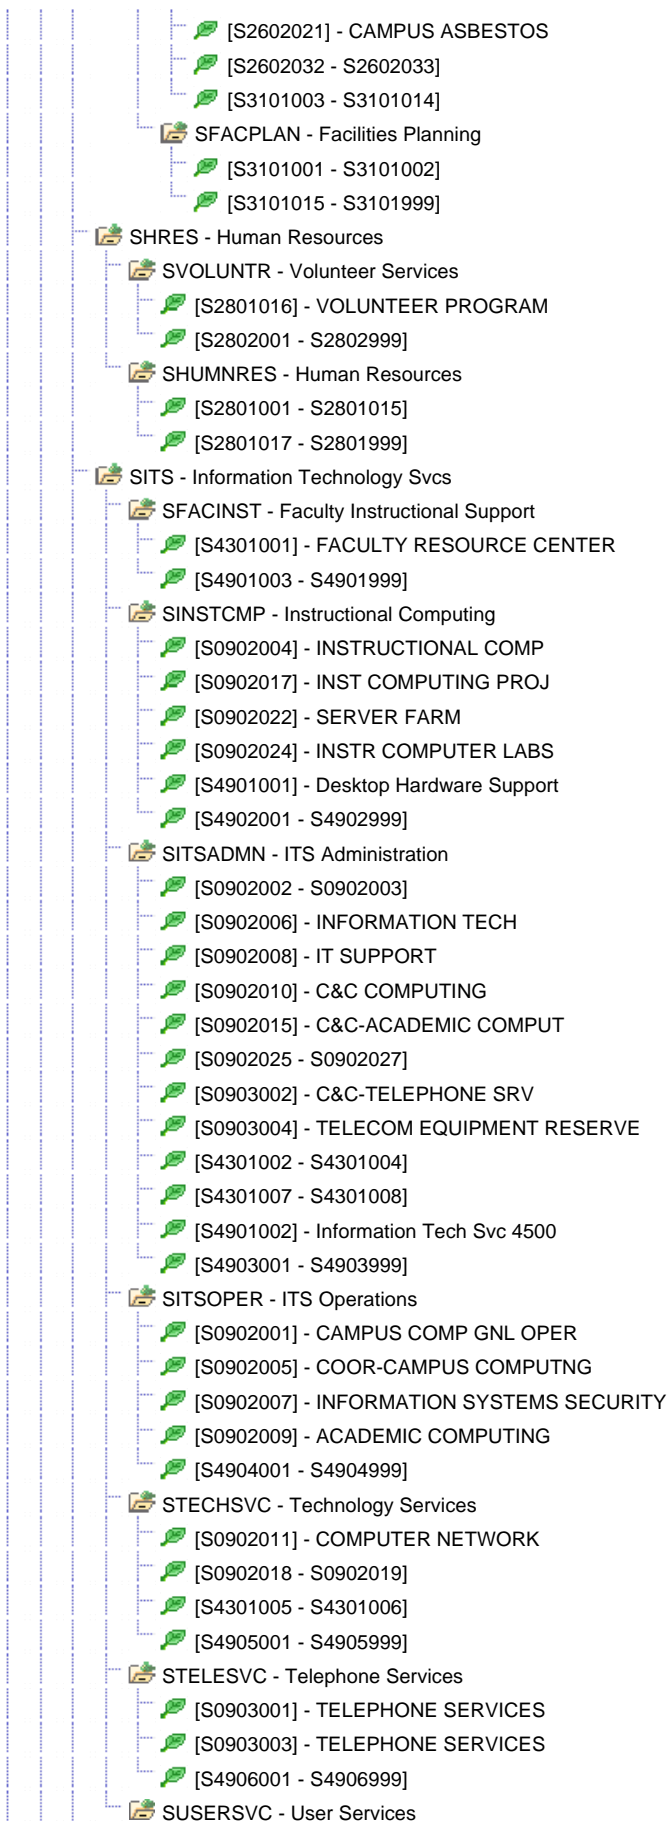 [S2602021] - CAMPUS ASBESTOS
[S2602032 - S2602033]
[S3101003 - S3101014]
SFACPLAN - Facilities Planning
[S3101001 - S3101002]
[S3101015 - S3101999]
SHRES - Human Resources
SVOLUNTR - Volunteer Services
[S2801016] - VOLUNTEER PROGRAM
[S2802001 - S2802999]
SHUMNRES - Human Resources
[S2801001 - S2801015]
[S2801017 - S2801999]
SITS - Information Technology Svcs
SFACINST - Faculty Instructional Support
[S4301001] - FACULTY RESOURCE CENTER
[S4901003 - S4901999]
SINSTCMP - Instructional Computing
[S0902004] - INSTRUCTIONAL COMP
[S0902017] - INST COMPUTING PROJ
[S0902022] - SERVER FARM
[S0902024] - INSTR COMPUTER LABS
[S4901001] - Desktop Hardware Support
[S4902001 - S4902999]
SITSADMN - ITS Administration
[S0902002 - S0902003]
[S0902006] - INFORMATION TECH
[S0902008] - IT SUPPORT
[S0902010] - C&C COMPUTING
[S0902015] - C&C-ACADEMIC COMPUT
[S0902025 - S0902027]
[S0903002] - C&C-TELEPHONE SRV
[S0903004] - TELECOM EQUIPMENT RESERVE
[S4301002 - S4301004]
[S4301007 - S4301008]
[S4901002] - Information Tech Svc 4500
[S4903001 - S4903999]
SITSOPER - ITS Operations
[S0902001] - CAMPUS COMP GNL OPER
[S0902005] - COOR-CAMPUS COMPUTNG
[S0902007] - INFORMATION SYSTEMS SECURITY
[S0902009] - ACADEMIC COMPUTING
[S4904001 - S4904999]
STECHSVC - Technology Services
[S0902011] - COMPUTER NETWORK
[S0902018 - S0902019]
[S4301005 - S4301006]
[S4905001 - S4905999]
STELESVC - Telephone Services
[S0903001] - TELEPHONE SERVICES
[S0903003] - TELEPHONE SERVICES
[S4906001 - S4906999]
SUSERSVC - User Services